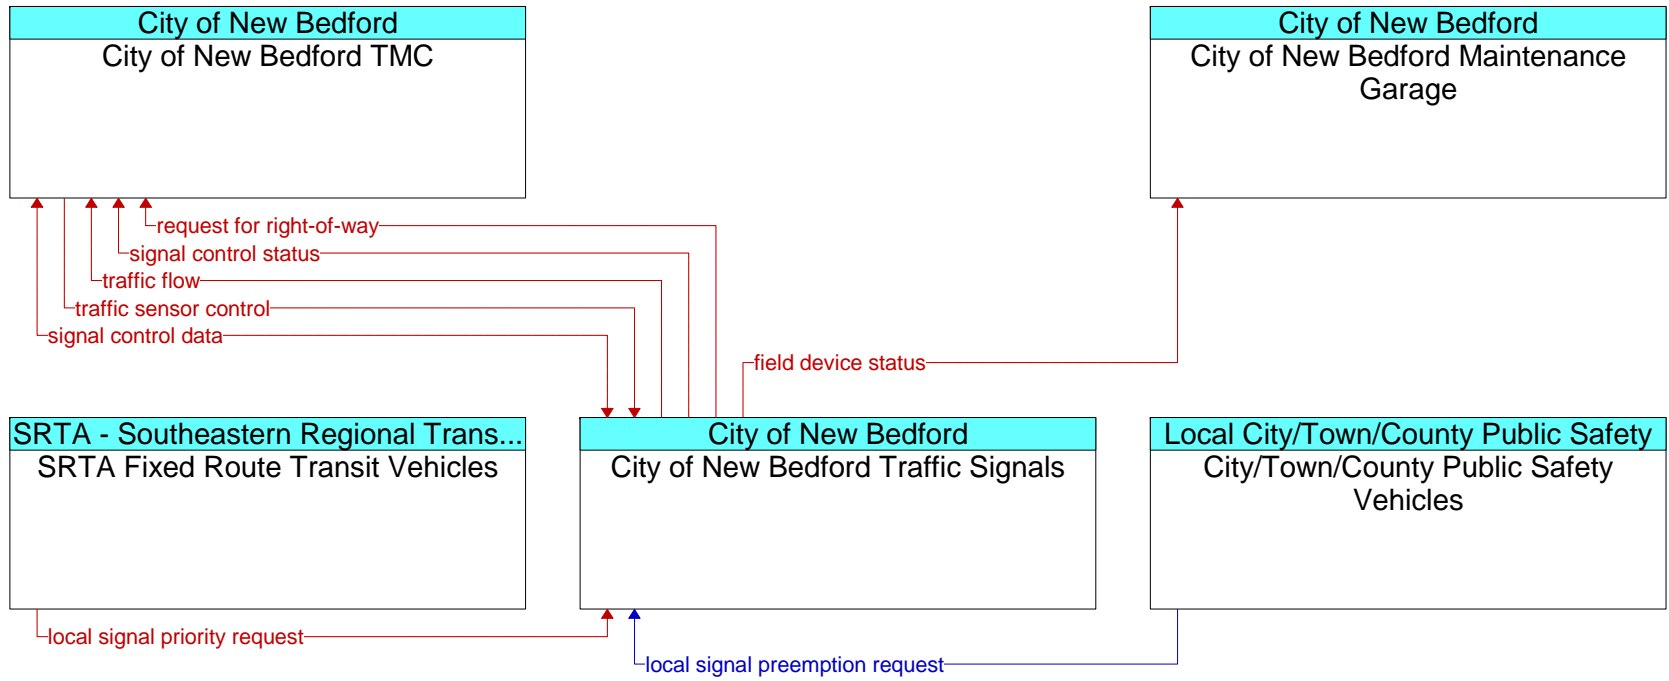 City of New Bedford
City of New Bedford TMC
City of New Bedford
City of New Bedford Maintenance
Garage
request for right-of-way
signal control status
traffic flow
traffic sensor control
signal control data
field device status
SRTA - Southeastern Regional Trans...
SRTA Fixed Route Transit Vehicles
City of New Bedford
City of New Bedford Traffic Signals
Local City/Town/County Public Safety
City/Town/County Public Safety
Vehicles
local signal priority request
local signal preemption request